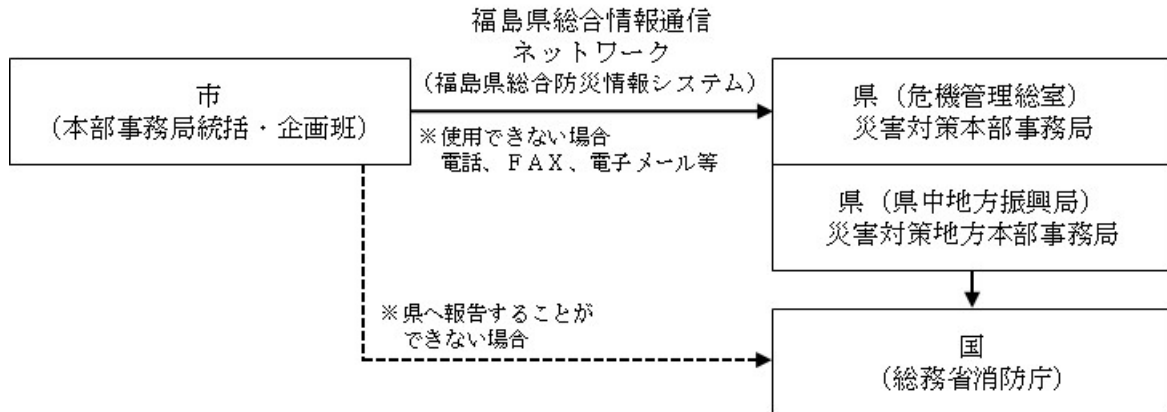 福島県総合情報通信
ネットワーク
（福島県総合防災情報システム）
市
（本部事務局統括・企画班）
※使用できない場合
電話、ＦＡＸ、電子メール等
県（危機管理総室）
災害対策本部事務局
県（県中地方振興局）
災害対策地方本部事務局
※県へ報告することが
できない場合
国
（総務省消防庁）